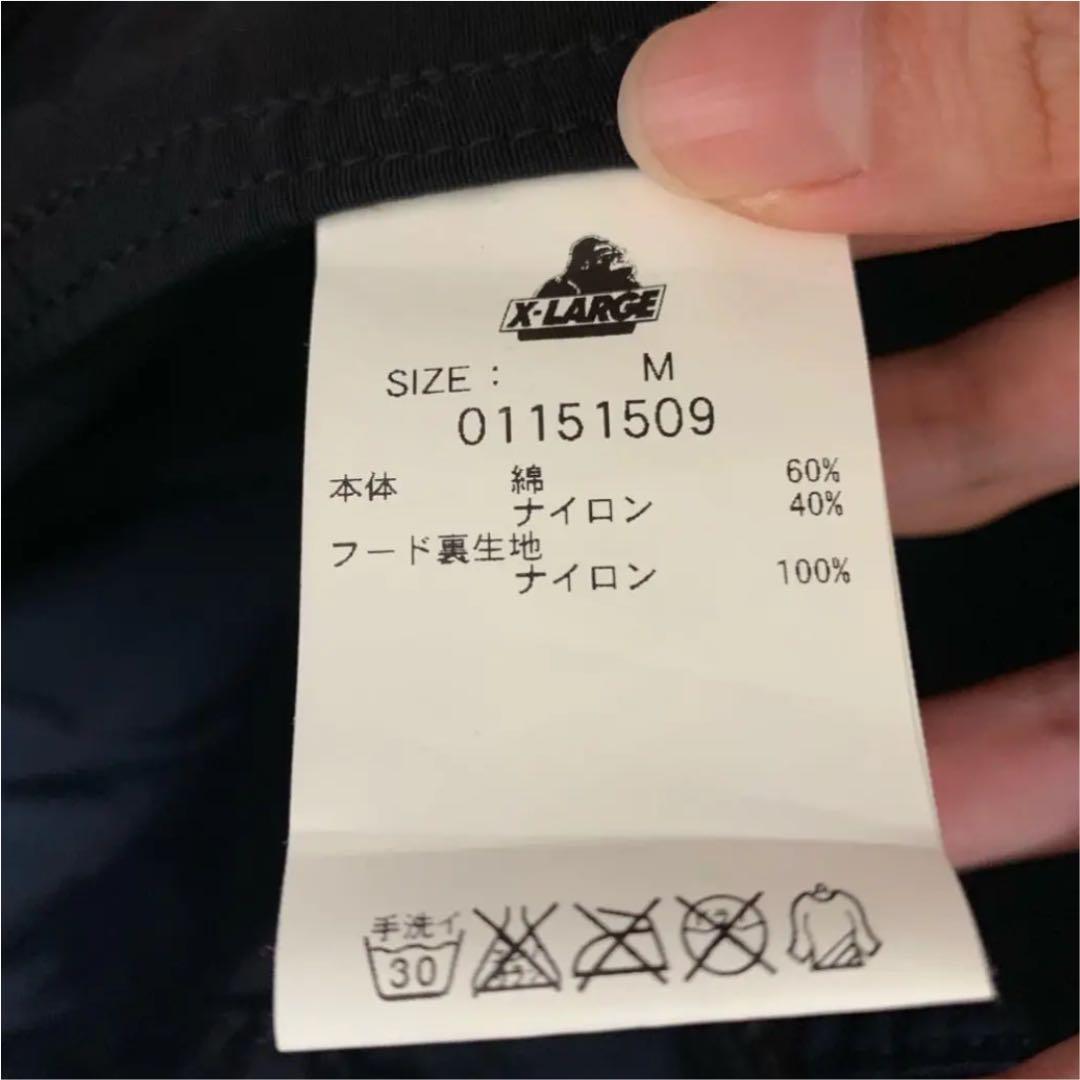 X-LARGE
SIZE : M
01151509
本体 綿 60%
ナイロン 40%
フード裏生地
ナイロン 100%
手洗イ
30